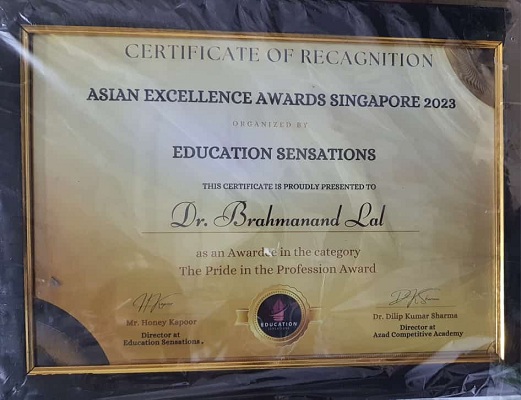 CERTIFICATE OF RECAGNITION
ASIAN EXCELLENCE AWARDS SINGAPORE 2023
ORGANIZED BY
EDUCATION SENSATIONS
THIS CERTIFICATE IS PROUDLY PRESENTED TO
Dr. Brahmanand Lal
as an Awardee in the category
The Pride in the Profession Award
Mr. Honey Kapoor
Director at
Education Sensations
EDUCATION
SENSATIONS
Dr. Dilip Kumar Sharma
Director at
Azad Competitive Academy